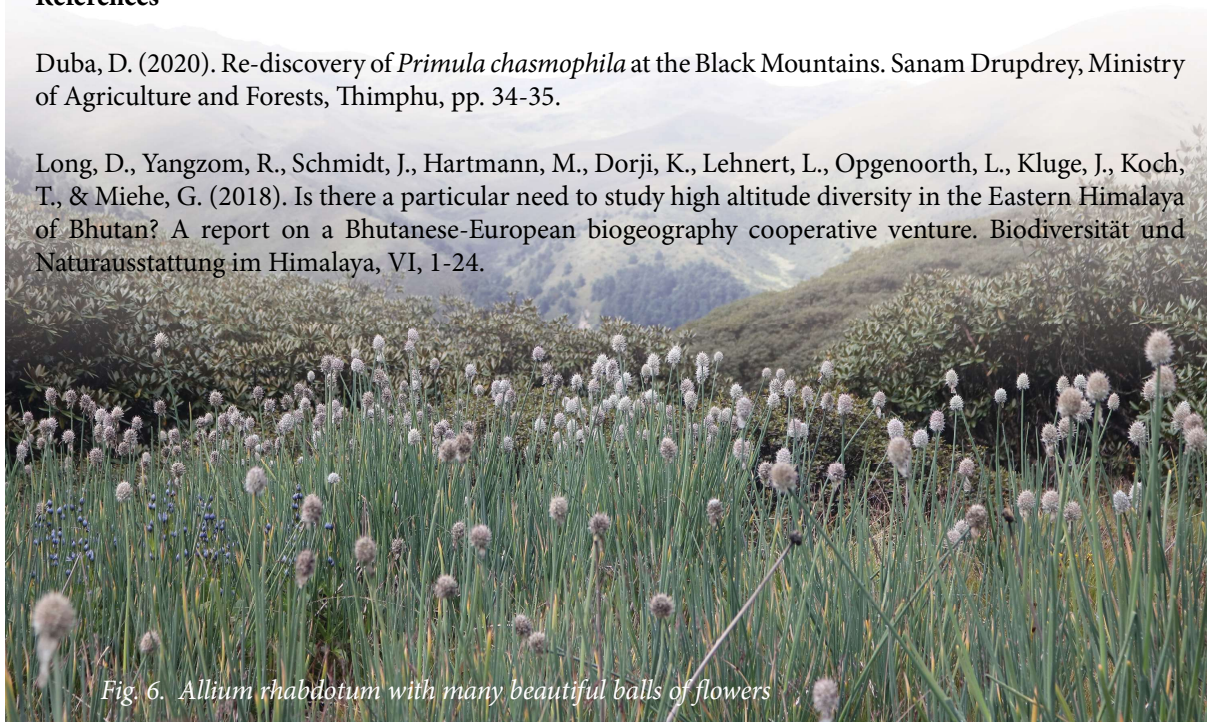 References
Duba, D. (2020). Re-discovery of Primula chasmophila at the Black Mountains. Sanam Drupdrey, Ministry
of Agriculture and Forests, Thimphu, pp. 34-35.
Long, D., Yangzom, R., Schmidt, J., Hartmann, M., Dorji, K., Lehnert, L., Opgenoorth, L., Kluge, J., Koch,
T., & Miehe, G. (2018). Is there a particular need to study high altitude diversity in the Eastern Himalaya
of Bhutan? A report on a Bhutanese-European biogeography cooperative venture. Biodiversität und
Naturausstattung im Himalaya, VI, 1-24.
Fig. 6. Allium rhabdotum with many beautiful balls of flowers